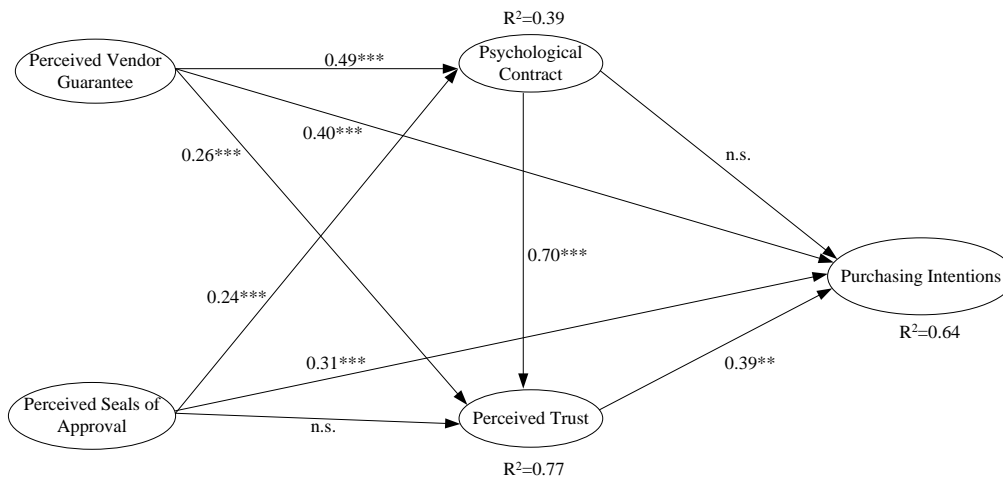 R²=0.39
Perceived Vendor
Guarantee
Psychological
Contract
0.49***
0.40***
0.26***
n.s.
0.70***
Purchasing Intentions
R²=0.64
0.24***
0.31***
0.39**
Perceived Seals of
Approval
n.s.
Perceived Trust
R²=0.77